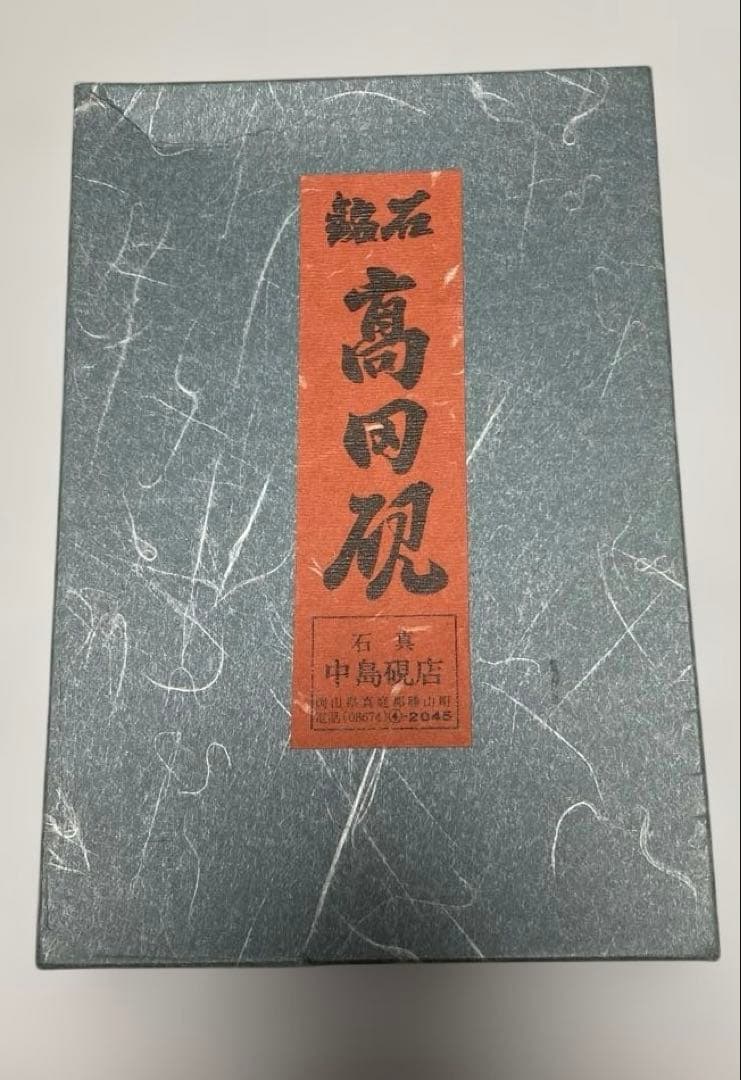 銘石
高田硯
石 真
中島硯店
岡山県真庭郡勝山町
電話(08674)④-2045